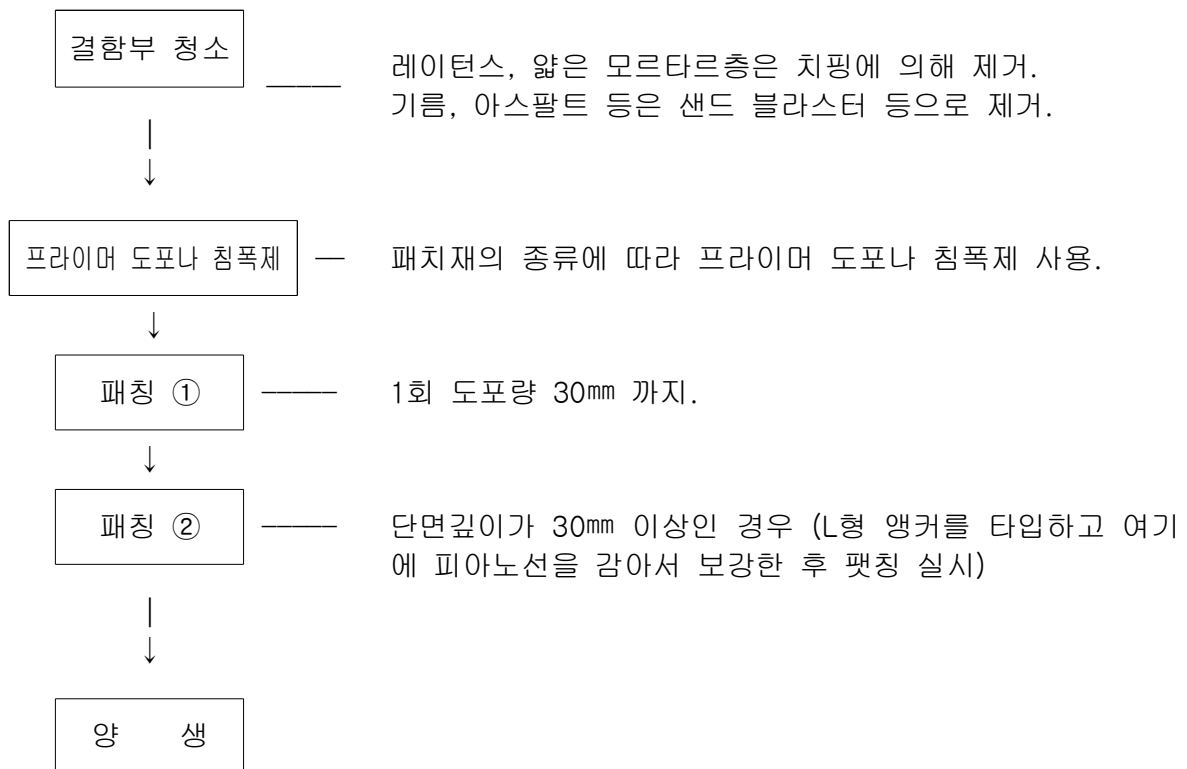 결함부 청소
레이턴스, 얇은 모르타르층은 치핑에 의해 제거.
기름, 아스팔트 등은 샌드 블라스터 등으로 제거.
프라이머 도포나 침폭제
패치재의 종류에 따라 프라이머 도포나 침폭제 사용.
패칭 ①
1회 도포량 30㎜ 까지.
패칭 ②
단면깊이가 30㎜ 이상인 경우 (L형 앵커를 타입하고 여기
에 피아노선을 감아서 보강한 후 팻칭 실시)
양 생